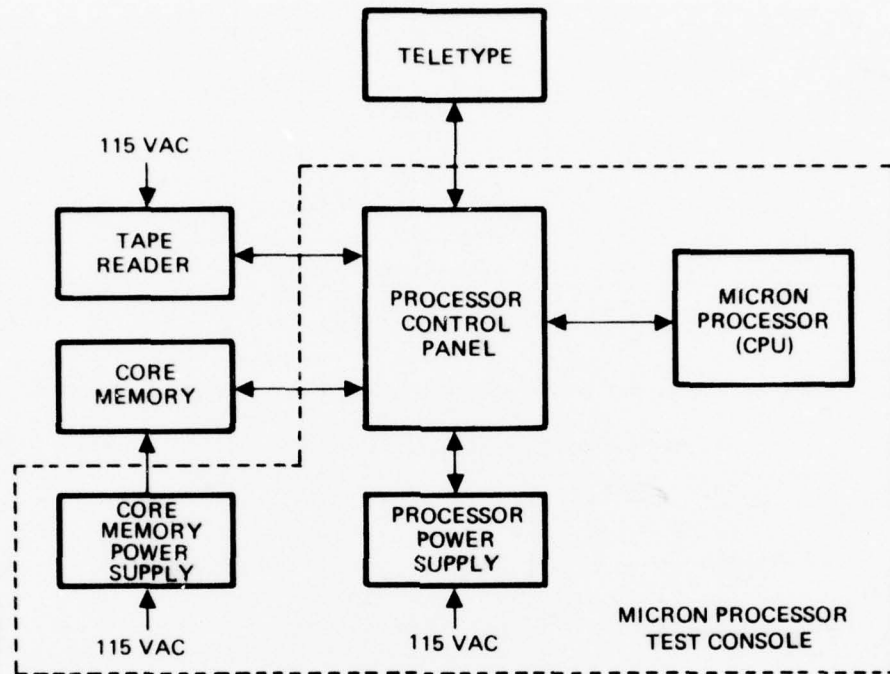 TELETYPE
115 VAC
TAPE
READER
PROCESSOR
CONTROL
PANEL
MICRON
PROCESSOR
(CPU)
CORE
MEMORY
CORE
MEMORY
POWER
SUPPLY
PROCESSOR
POWER
SUPPLY
115 VAC
115 VAC
MICRON PROCESSOR
TEST CONSOLE